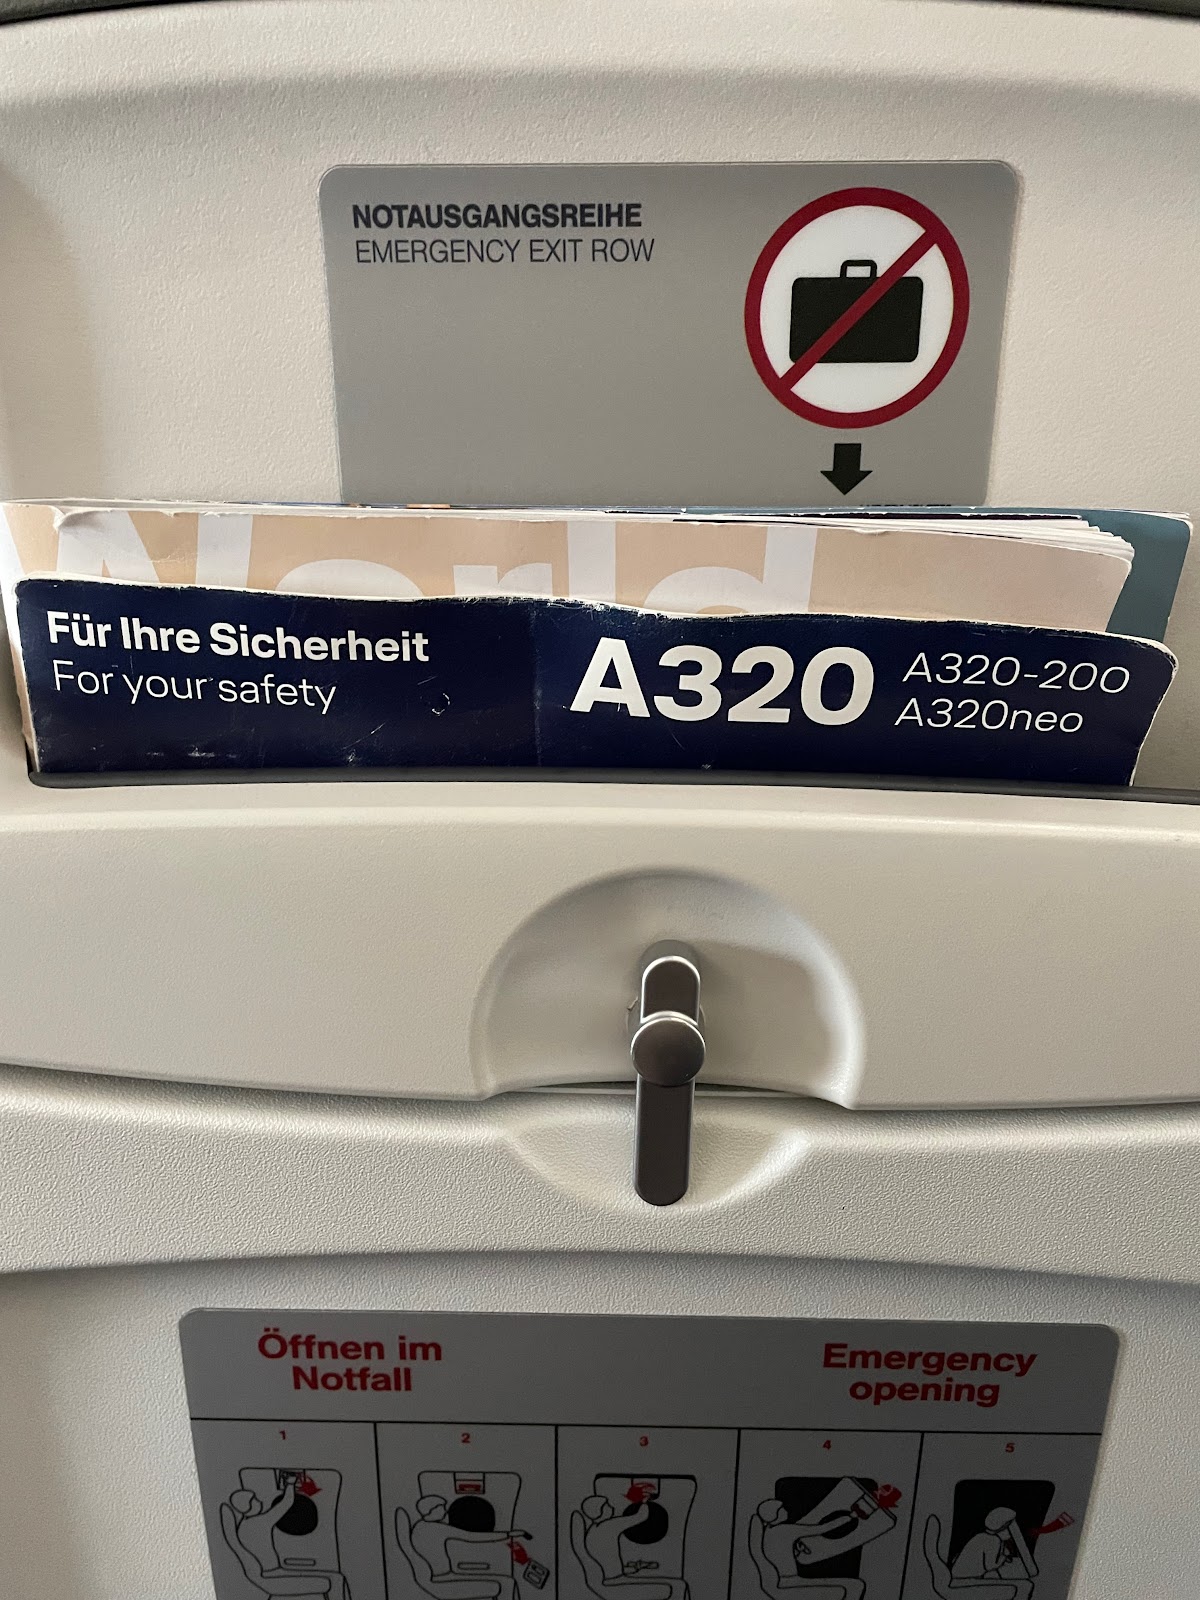 NOTAUSGANGSREIHE
EMERGENCY EXIT ROW
World
Für Ihre Sicherheit
For your safety
A320
A320-200
A320neo
Öffnen im
Notfall
Emergency
opening
1 2 3 4 5